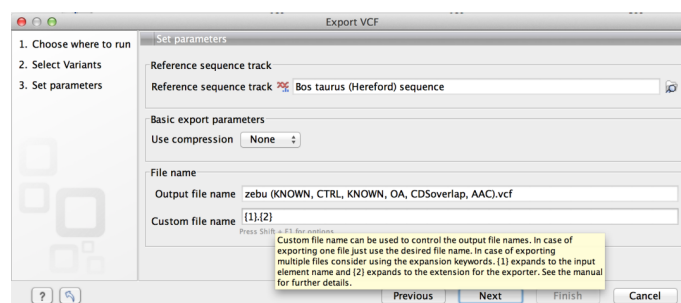 Export VCF
1. Choose where to run
2. Select Variants
3. Set parameters
Set parameters
Reference sequence track
Reference sequence track Bos taurus (Hereford) sequence
Basic export parameters
Use compression None
File name
Output file name zebu (KNOWN, CTRL, KNOWN, OA, CDSoverlap, AAC).vcf
Custom file name {1}.{2}
Press Shift + F1 for options
Custom file name can be used to control the output file names. In case of
exporting one file just use the desired file name. In case of exporting
multiple files consider using the expansion keywords. {1} expands to the input
element name and {2} expands to the extension for the exporter. See the manual
for further details.
? Previous Next Finish Cancel